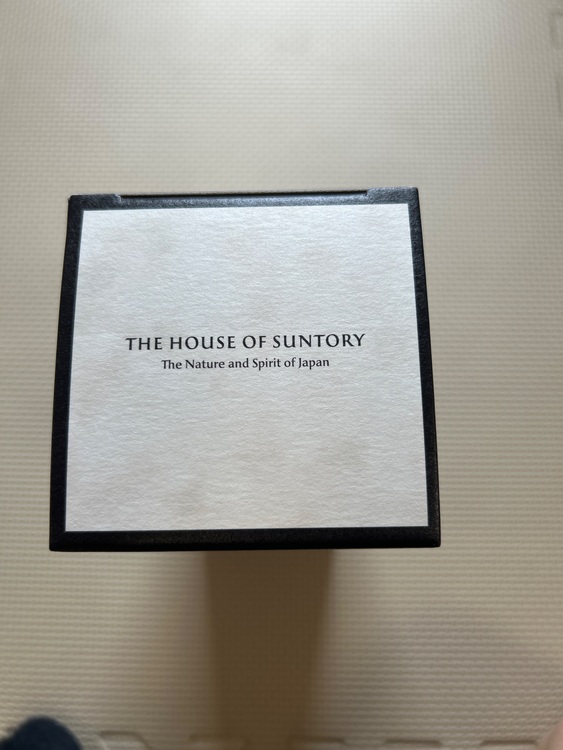 THE HOUSE OF SUNTORY
The Nature and Spirit of Japan